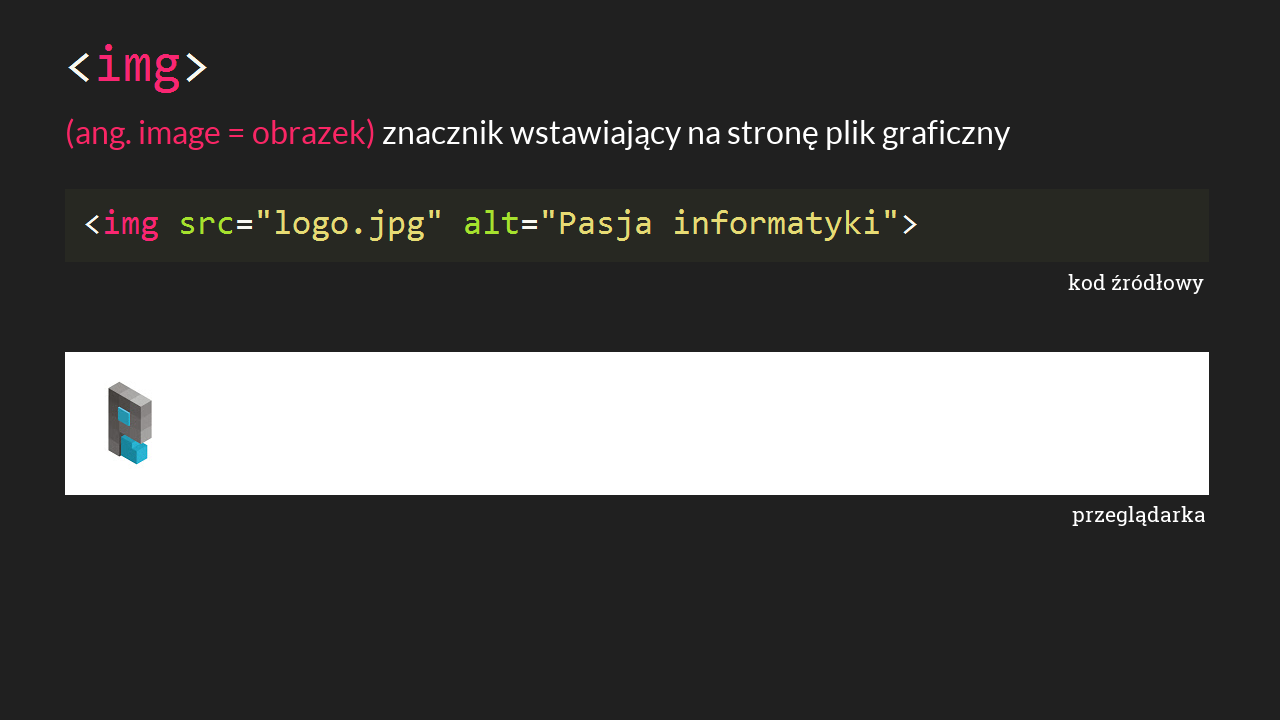 <img>
(ang. image = obrazek) znacznik wstawiający na stronę plik graficzny
<img src="logo.jpg" alt="Pasja informatyki">
kod źródłowy
przeglądarka